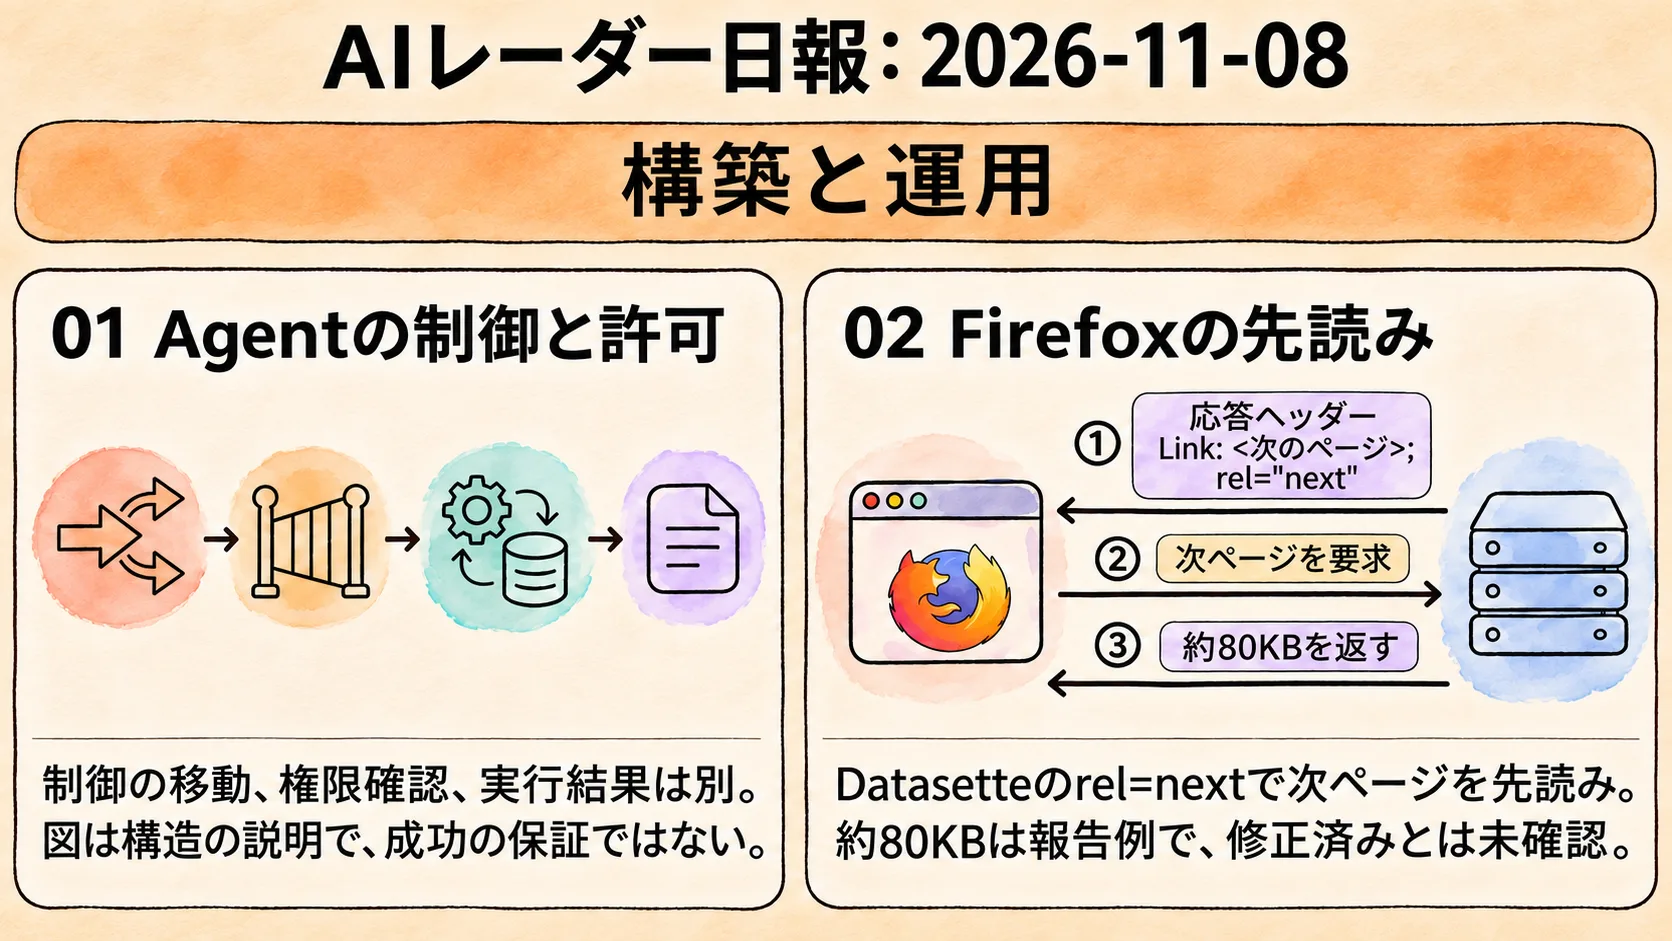 AIレーダー日報：2026-11-08
構築と運用
01 Agentの制御と許可
制御の移動、権限確認、実行結果は別。
図は構造の説明で、成功の保証ではない。
02 Firefoxの先読み
①
応答ヘッダー
Link: <次のページ>;
rel="next"
② 次ページを要求
③ 約80KBを返す
Datasetteのrel=nextで次ページを先読み。
約80KBは報告例で、修正済みとは未確認。